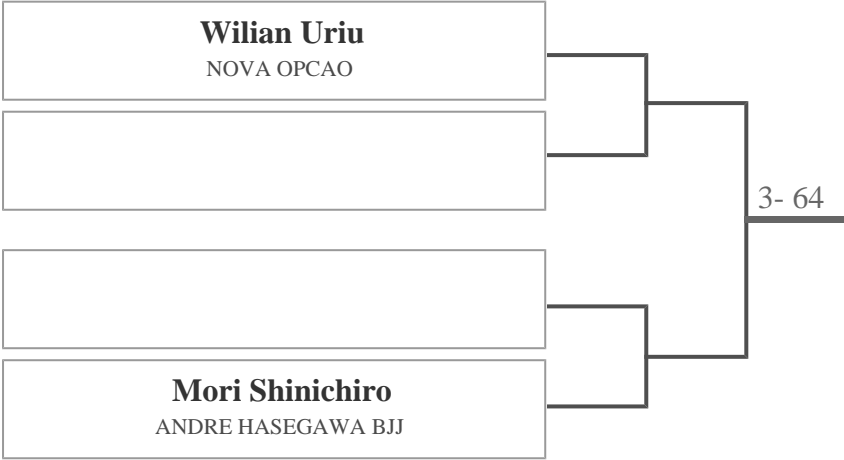 Wilian Uriu
NOVA OPCAO
3- 64
Mori Shinichiro
ANDRE HASEGAWA BJJ